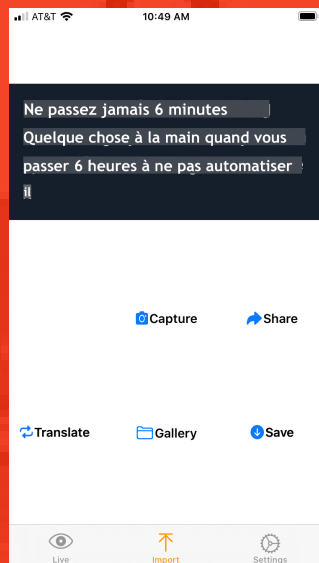 AT&T 10:49 AM
Ne passez jamais 6 minutes
Quelque chose à la main quand vous
passer 6 heures à ne pas automatiser
il
Capture Share
Translate Gallery Save
Live Import Settings